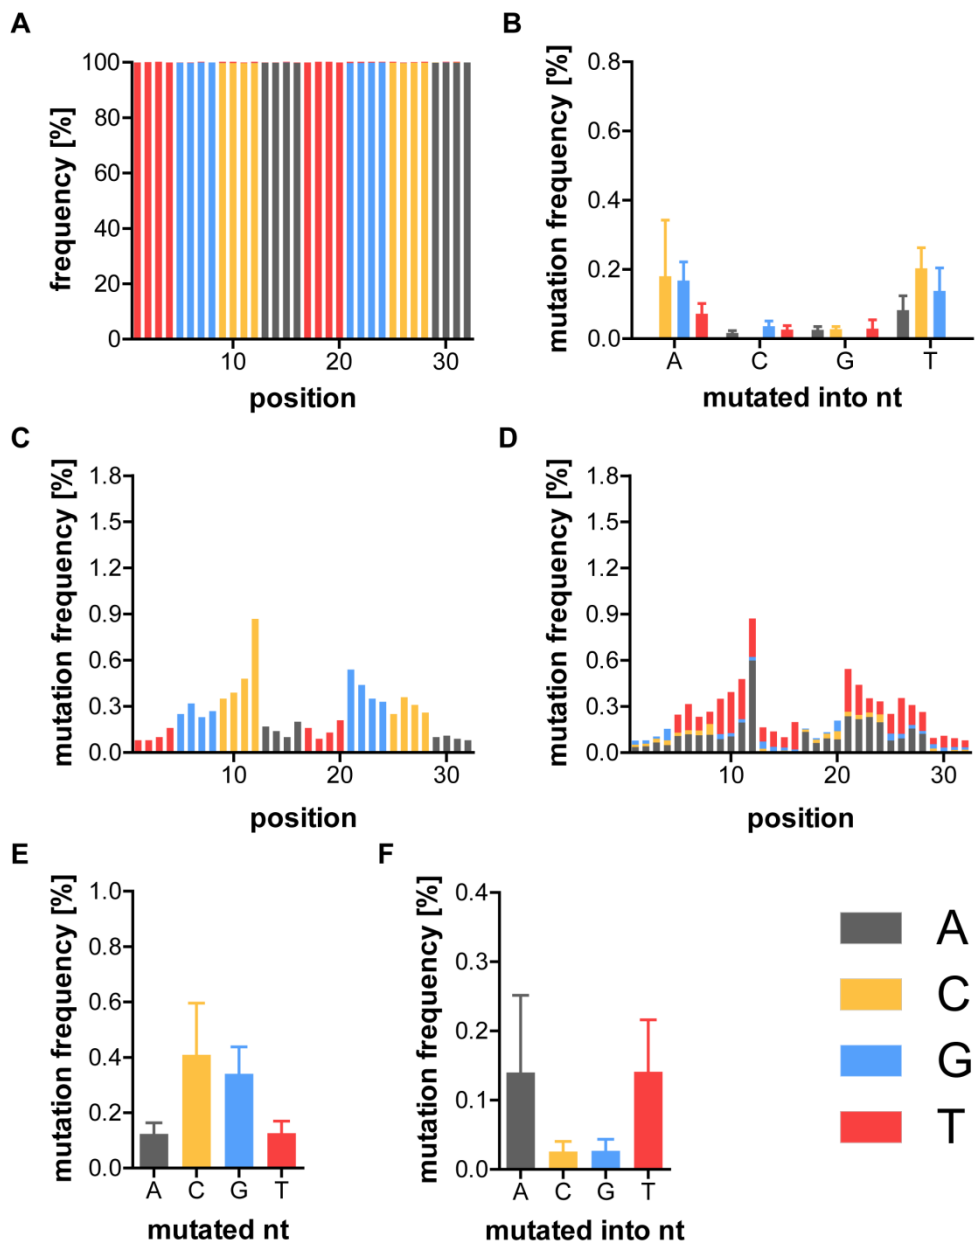 A
B
frequency [%]
100
80
60
40
20
0
10
20
30
position
mutation frequency [%]
0.8
0.6
0.4
0.2
0.0
A
C
G
T
mutated into nt
C
D
mutation frequency [%]
1.8
1.5
1.2
0.9
0.6
0.3
0.0
10
20
30
position
mutation frequency [%]
1.8
1.5
1.2
0.9
0.6
0.3
0.0
10
20
30
position
E
F
mutation frequency [%]
1.0
0.8
0.6
0.4
0.2
0.0
A
C
G
T
mutated nt
mutation frequency [%]
0.4
0.3
0.2
0.1
0.0
A
C
G
T
mutated into nt
A
C
G
T